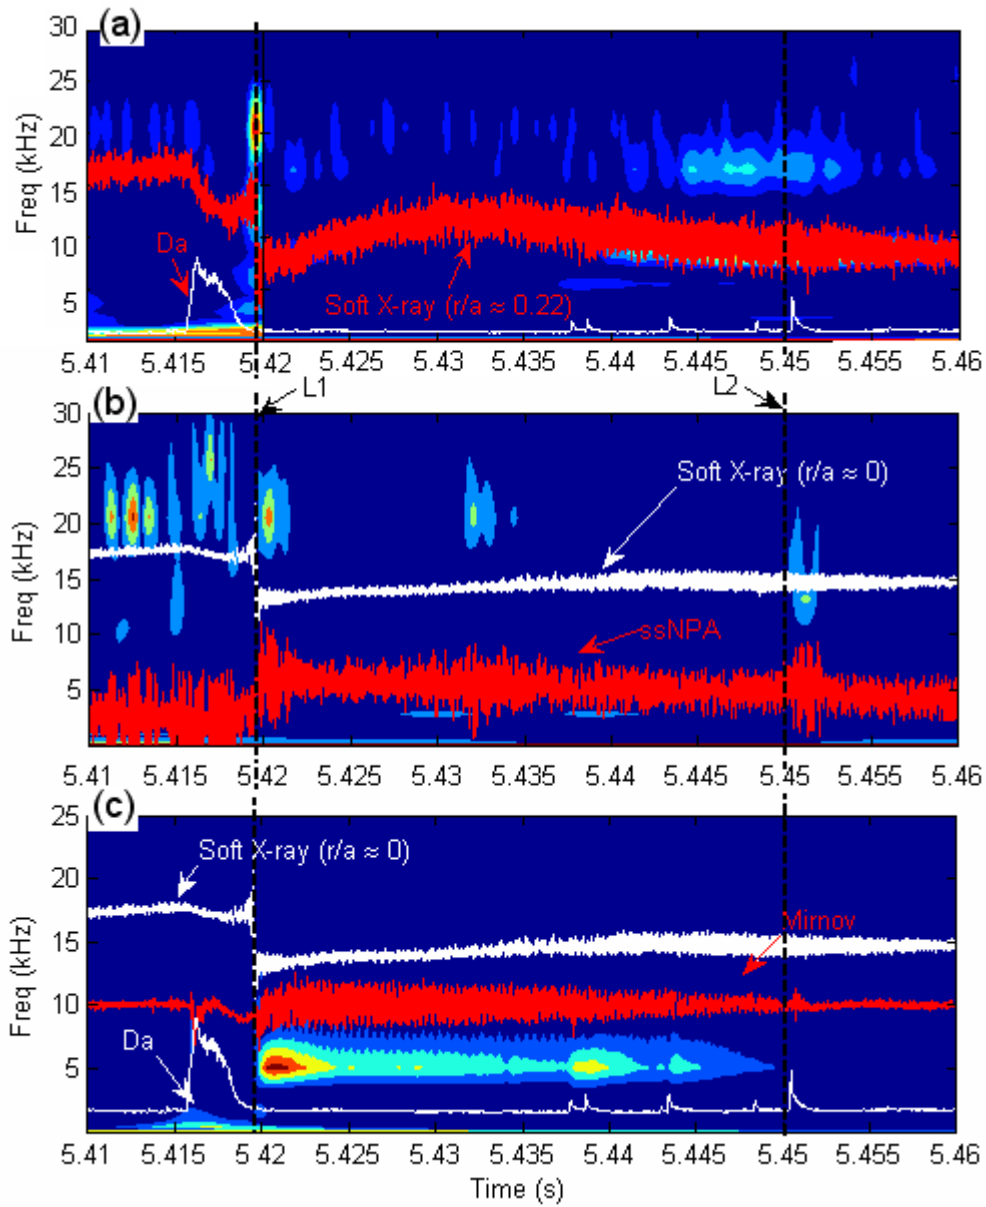 (a)
30
25
20
15
10
5
Freq (kHz)
Da
Soft X-ray (r/a ≈ 0.22)
5.41 5.415 5.42 5.425 5.43 5.435 5.44 5.445 5.45 5.455 5.46
L1
L2
(b)
30
25
20
15
10
5
Freq (kHz)
Soft X-ray (r/a ≈ 0)
ssNPA
5.41 5.415 5.42 5.425 5.43 5.435 5.44 5.445 5.45 5.455 5.46
(c)
25
20
15
10
5
Freq (kHz)
Soft X-ray (r/a ≈ 0)
Mirnov
Da
5.41 5.415 5.42 5.425 5.43 5.435 5.44 5.445 5.45 5.455 5.46
Time (s)